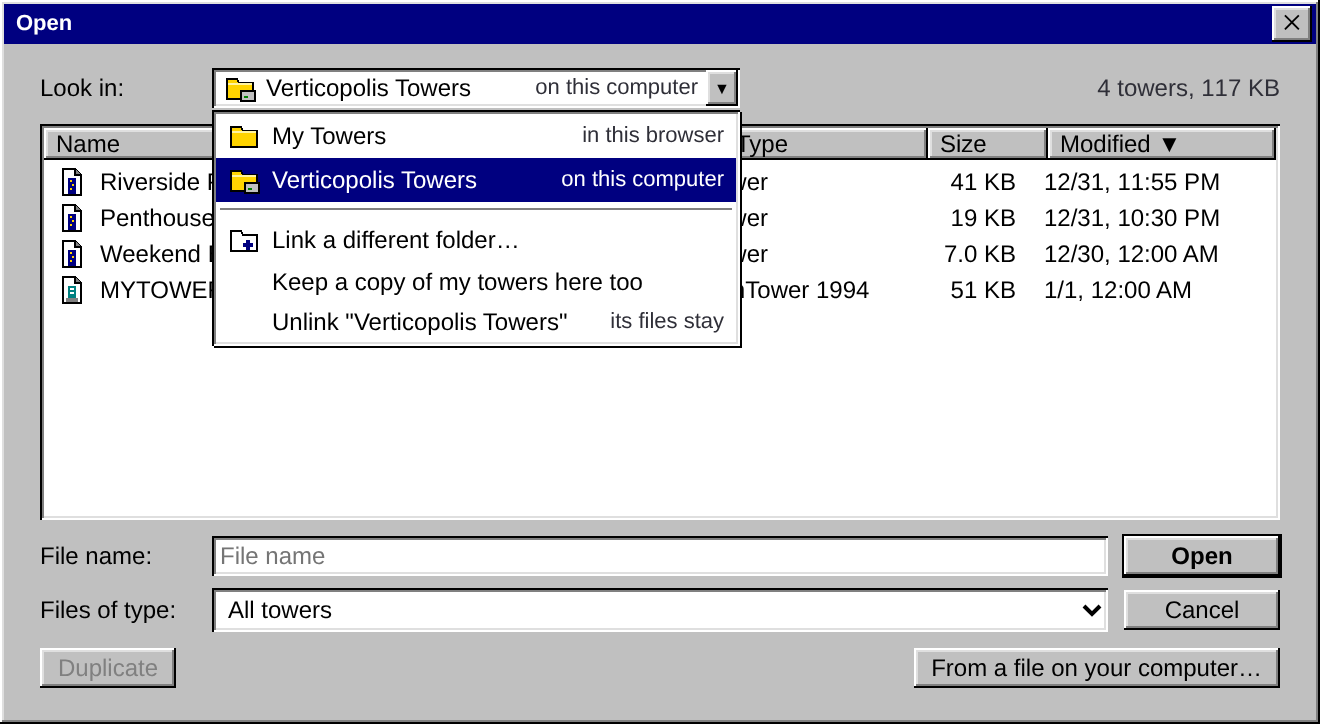 Open
Look in: Verticopolis Towers on this computer ▼ 4 towers, 117 KB
My Towers in this browser
Verticopolis Towers on this computer
Link a different folder…
Keep a copy of my towers here too
Unlink "Verticopolis Towers" its files stay
Name Type Size Modified ▼
Riverside 41 KB 12/31, 11:55 PM
Penthouse 19 KB 12/31, 10:30 PM
Weekend 7.0 KB 12/30, 12:00 AM
Tower 1994 51 KB 1/1, 12:00 AM
File name: File name Open
Files of type: All towers Cancel
Duplicate From a file on your computer…